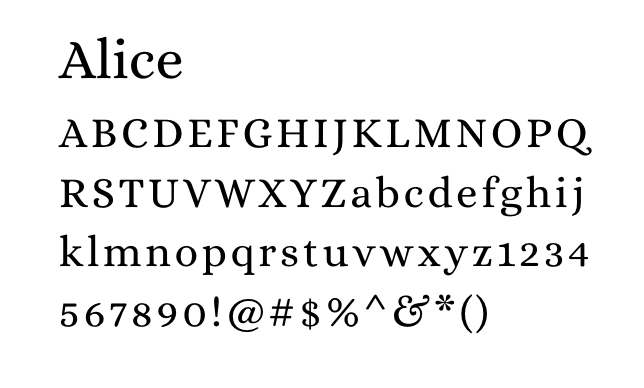 Alice
ABCDEFGHIJKLMNOPQ
RSTUVWXYZabcdefghij
klmnopqrstuvwxyz1234
567890!@#$%^&*()